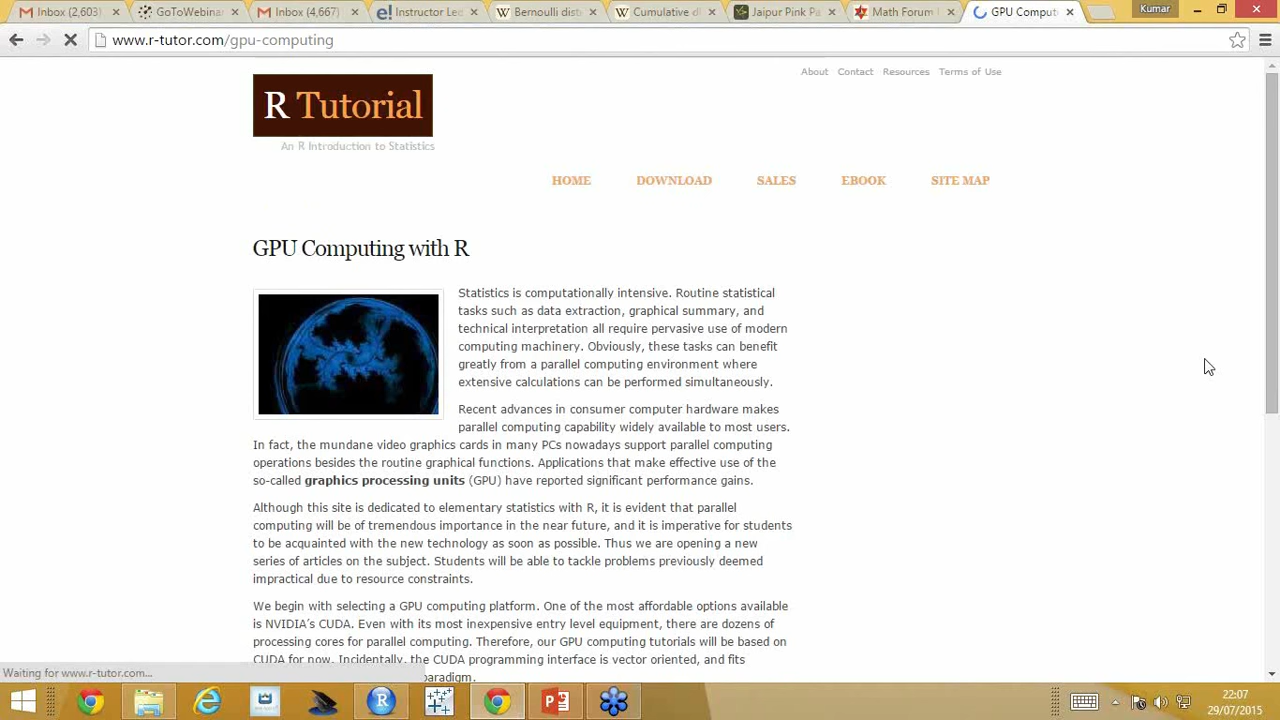 Inbox (2,603)
GoToWebina
Inbox (4,667)
Instructor Led
Bernoulli dist
Cumulative d
Jaipur Pink Pa
Math Forum
GPU Comput
Kumar
www.r-tutor.com/gpu-computing
About Contact Resources Terms of Use
R Tutorial
An R Introduction to Statistics
HOME DOWNLOAD SALES EBOOK SITE MAP
GPU Computing with R
Statistics is computationally intensive. Routine statistical
tasks such as data extraction, graphical summary, and
technical interpretation all require pervasive use of modern
computing machinery. Obviously, these tasks can benefit
greatly from a parallel computing environment where
extensive calculations can be performed simultaneously.
Recent advances in consumer computer hardware makes
parallel computing capability widely available to most users.
In fact, the mundane video graphics cards in many PCs nowadays support parallel computing
operations besides the routine graphical functions. Applications that make effective use of the
so-called graphics processing units (GPU) have reported significant performance gains.
Although this site is dedicated to elementary statistics with R, it is evident that parallel
computing will be of tremendous importance in the near future, and it is imperative for students
to be acquainted with the new technology as soon as possible. Thus we are opening a new
series of articles on the subject. Students will be able to tackle problems previously deemed
impractical due to resource constraints.
We begin with selecting a GPU computing platform. One of the most affordable options available
is NVIDIA's CUDA. Even with its most inexpensive entry level equipment, there are dozens of
processing cores for parallel computing. Therefore, our GPU computing tutorials will be based on
CUDA for now. Incidentally, the CUDA programming interface is vector oriented, and fits
paradigm.
Waiting for www.r-tutor.com...
22:07
29/07/2015